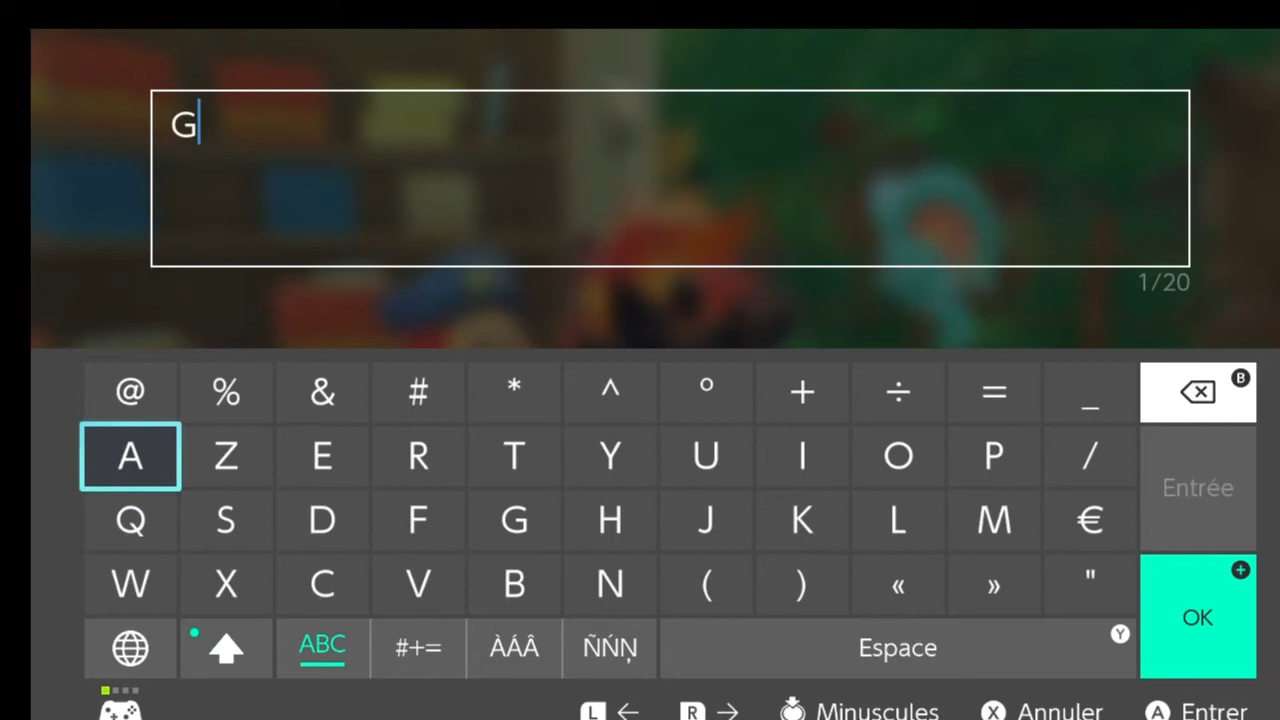 G
1/20
@ % & # * ^ ° + ÷ = _ B
A Z E R T Y U I O P / Entrée
Q S D F G H J K L M €
W X C V B N ( ) « » " + OK
ABC #+= ÀÁÂ ÑŃŅ Espace Y
L ← R → Minuscules X Annuler A Entrer